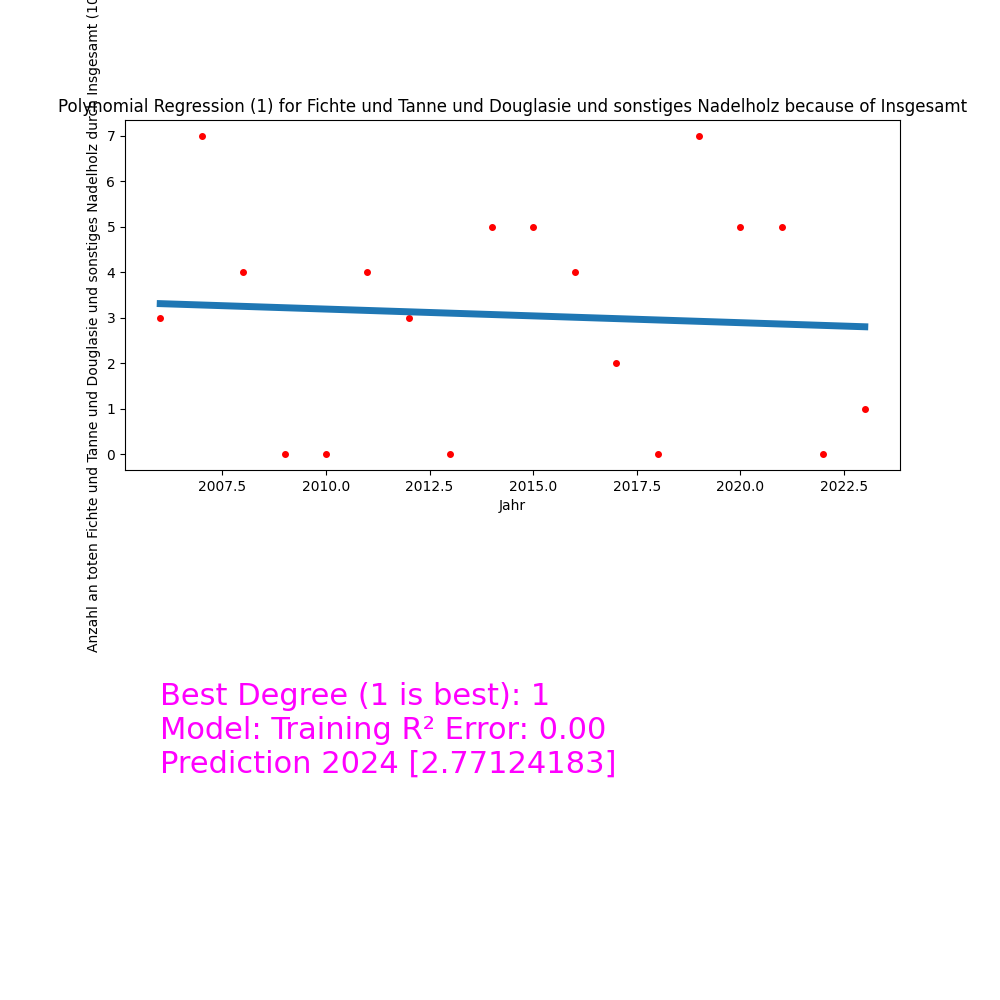 Polynomial Regression (1) for Fichte und Tanne und Douglasie und sonstiges Nadelholz because of Insgesamt
Anzahl an toten Fichte und Tanne und Douglasie und sonstiges Nadelholz durch Insgesamt (10
7
6
5
4
3
2
1
0
2007.5 2010.0 2012.5 2015.0 2017.5 2020.0 2022.5
Jahr
Best Degree (1 is best): 1
Model: Training R² Error: 0.00
Prediction 2024 [2.77124183]